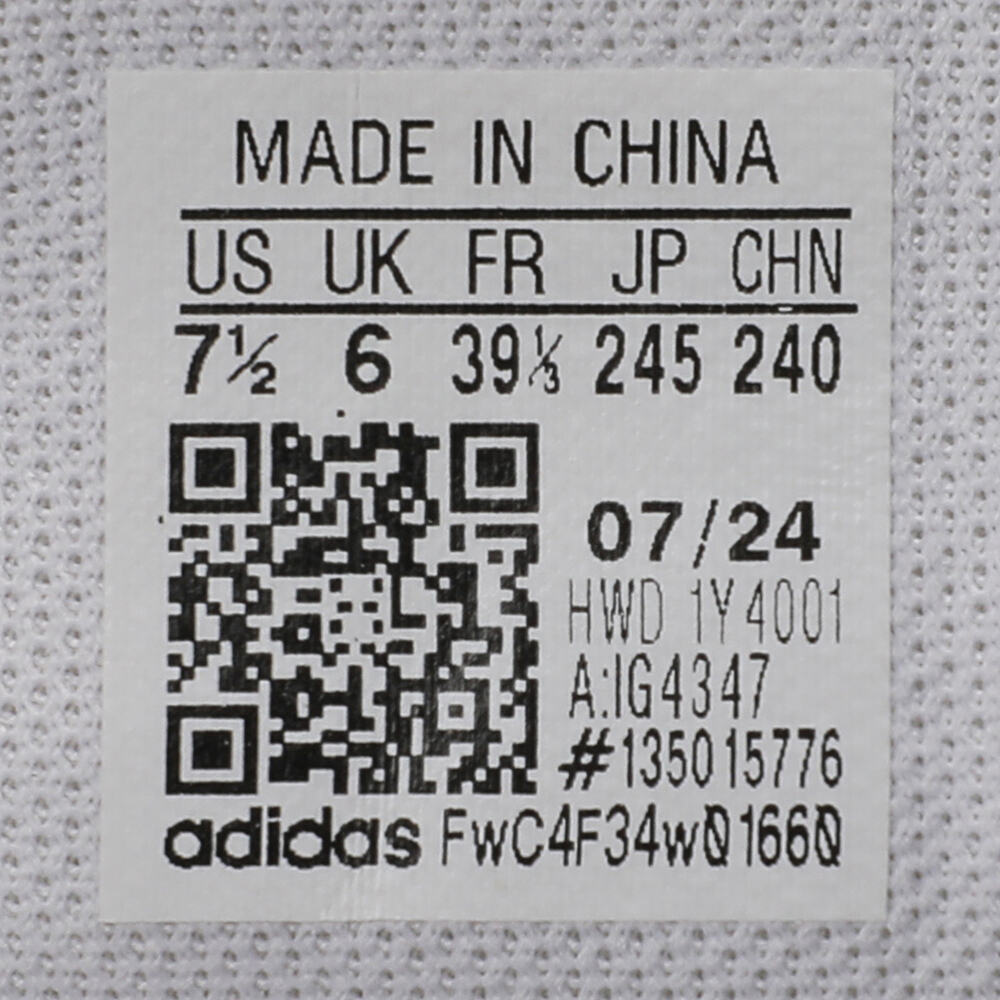 MADE IN CHINA
US UK FR JP CHN
7½ 6 39⅓ 245 240
07/24
HWD 1Y4001
A:IG4347
#135015776
adidas FwC4F34w01660